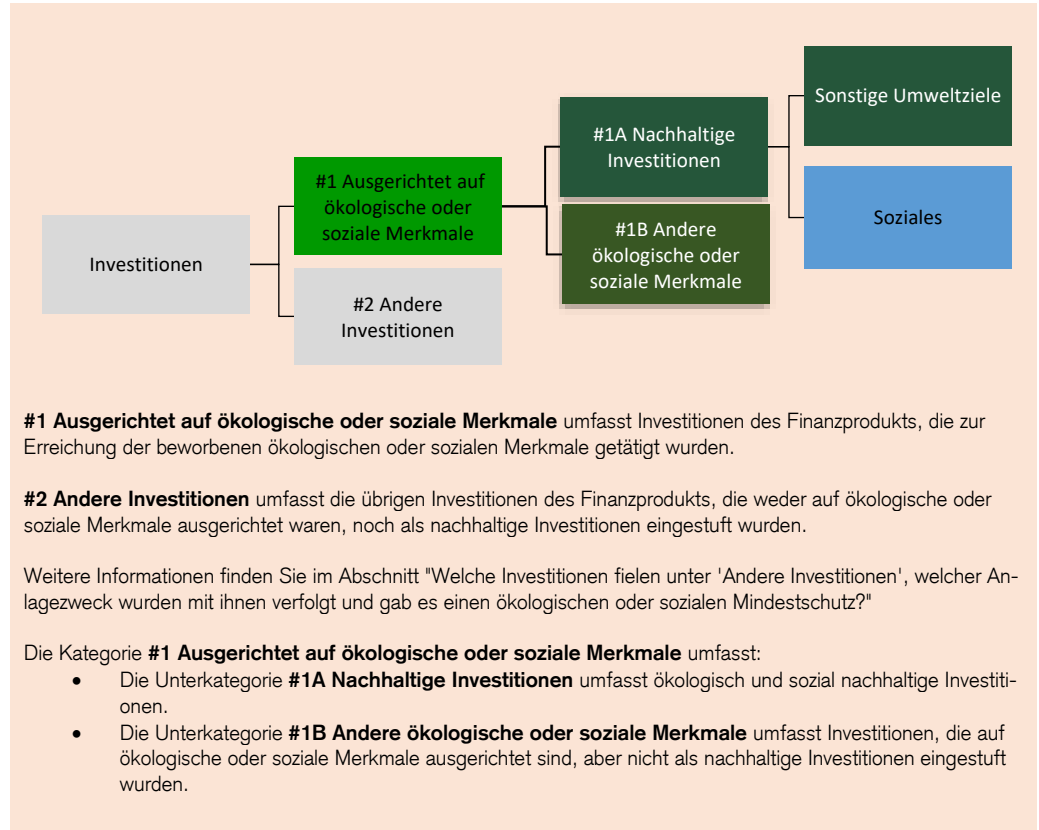 Sonstige Umweltziele
#1A Nachhaltige
Investitionen
#1 Ausgerichtet auf
ökologische oder
soziale Merkmale
Soziales
#1B Andere
ökologische oder
soziale Merkmale
Investitionen
#2 Andere
Investitionen
#1 Ausgerichtet auf ökologische oder soziale Merkmale umfasst Investitionen des Finanzprodukts, die zur
Erreichung der beworbenen ökologischen oder sozialen Merkmale getätigt wurden.
#2 Andere Investitionen umfasst die übrigen Investitionen des Finanzprodukts, die weder auf ökologische oder
soziale Merkmale ausgerichtet waren, noch als nachhaltige Investitionen eingestuft wurden.
Weitere Informationen finden Sie im Abschnitt "Welche Investitionen fielen unter 'Andere Investitionen', welcher An-
lagezweck wurden mit ihnen verfolgt und gab es einen ökologischen oder sozialen Mindestschutz?"
Die Kategorie #1 Ausgerichtet auf ökologische oder soziale Merkmale umfasst:
• Die Unterkategorie #1A Nachhaltige Investitionen umfasst ökologisch und sozial nachhaltige Investiti-
onen.
• Die Unterkategorie #1B Andere ökologische oder soziale Merkmale umfasst Investitionen, die auf
ökologische oder soziale Merkmale ausgerichtet sind, aber nicht als nachhaltige Investitionen eingestuft
wurden.